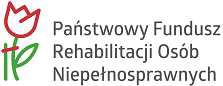 Państwowy Fundusz
Rehabilitacji Osób
Niepełnosprawnych